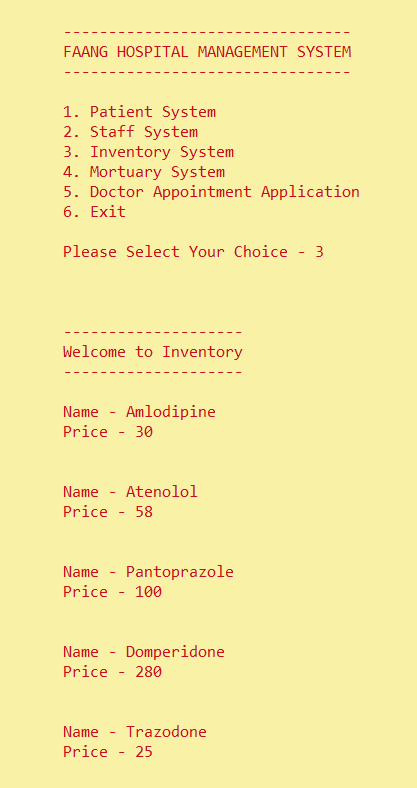 --------------------------------
FAANG HOSPITAL MANAGEMENT SYSTEM
--------------------------------
1. Patient System
2. Staff System
3. Inventory System
4. Mortuary System
5. Doctor Appointment Application
6. Exit
Please Select Your Choice - 3
--------------------
Welcome to Inventory
--------------------
Name - Amlodipine
Price - 30
Name - Atenolol
Price - 58
Name - Pantoprazole
Price - 100
Name - Domperidone
Price - 280
Name - Trazodone
Price - 25